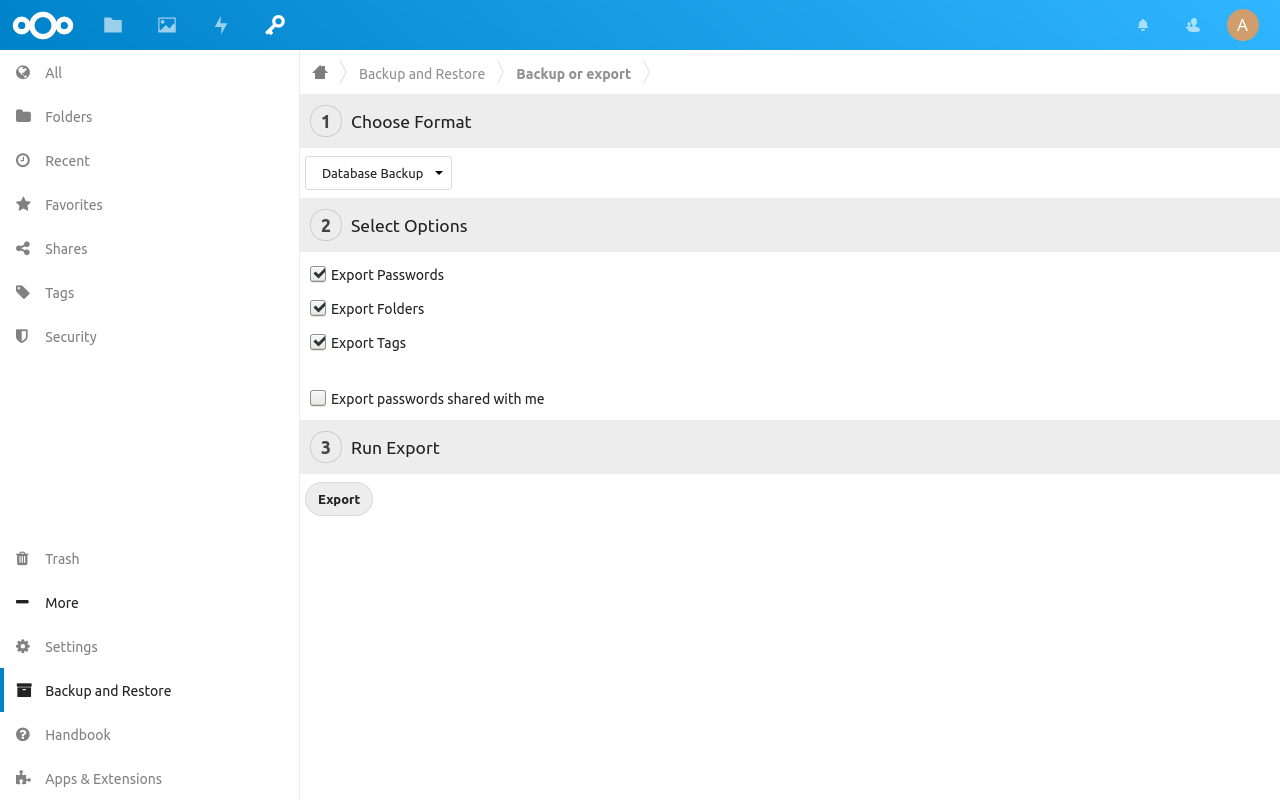 A
All
Folders
Recent
Favorites
Shares
Tags
Security
Trash
More
Settings
Backup and Restore
Handbook
Apps & Extensions
Backup and Restore
Backup or export
1 Choose Format
Database Backup
2 Select Options
Export Passwords
Export Folders
Export Tags
Export passwords shared with me
3 Run Export
Export